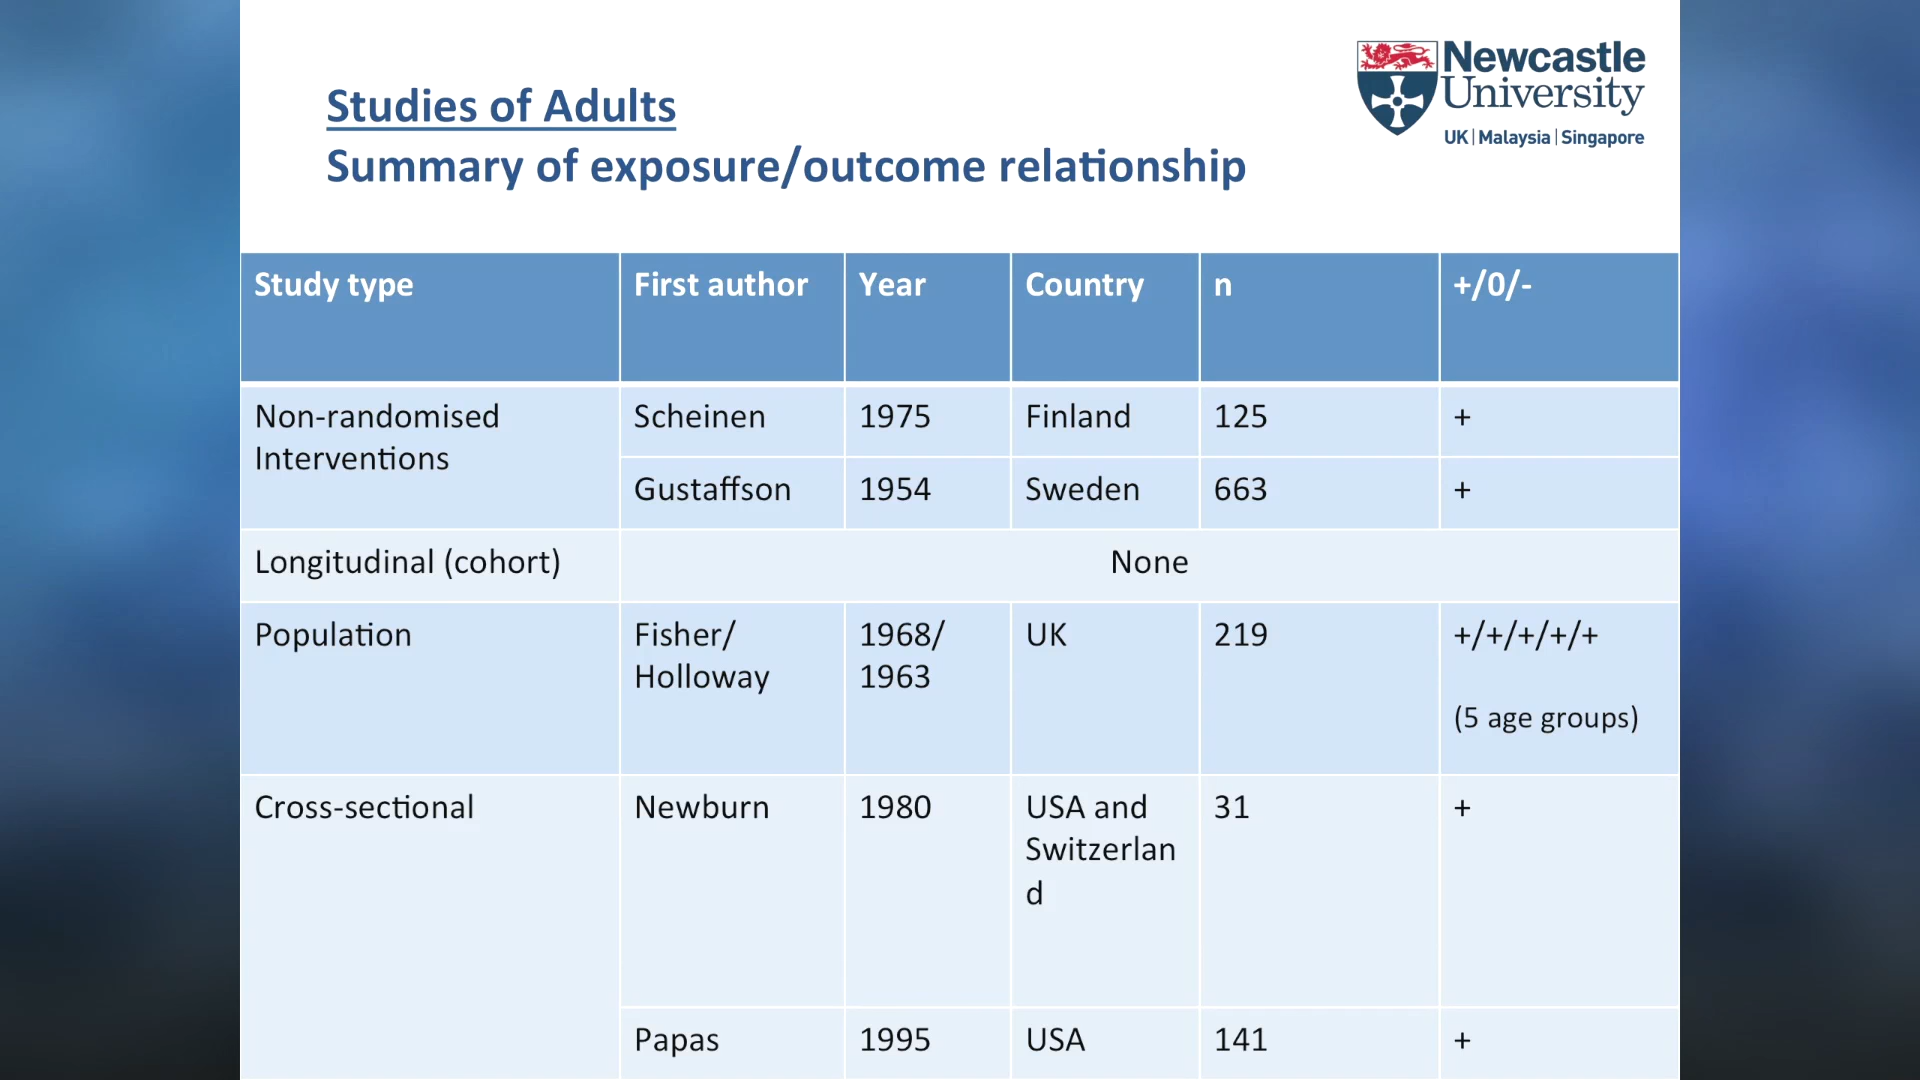 Studies of Adults
Summary of exposure/outcome relationship
Newcastle
University
UK | Malaysia | Singapore
Study type First author Year Country n +/0/-
Non-randomised
Interventions
Scheinen 1975 Finland 125 +
Gustaffson 1954 Sweden 663 +
Longitudinal (cohort) None
Population Fisher/ 1968/ UK 219 +/+/+/+/+
Holloway 1963
(5 age groups)
Cross-sectional Newburn 1980 USA and 31 +
Switzerlan
d
Papas 1995 USA 141 +